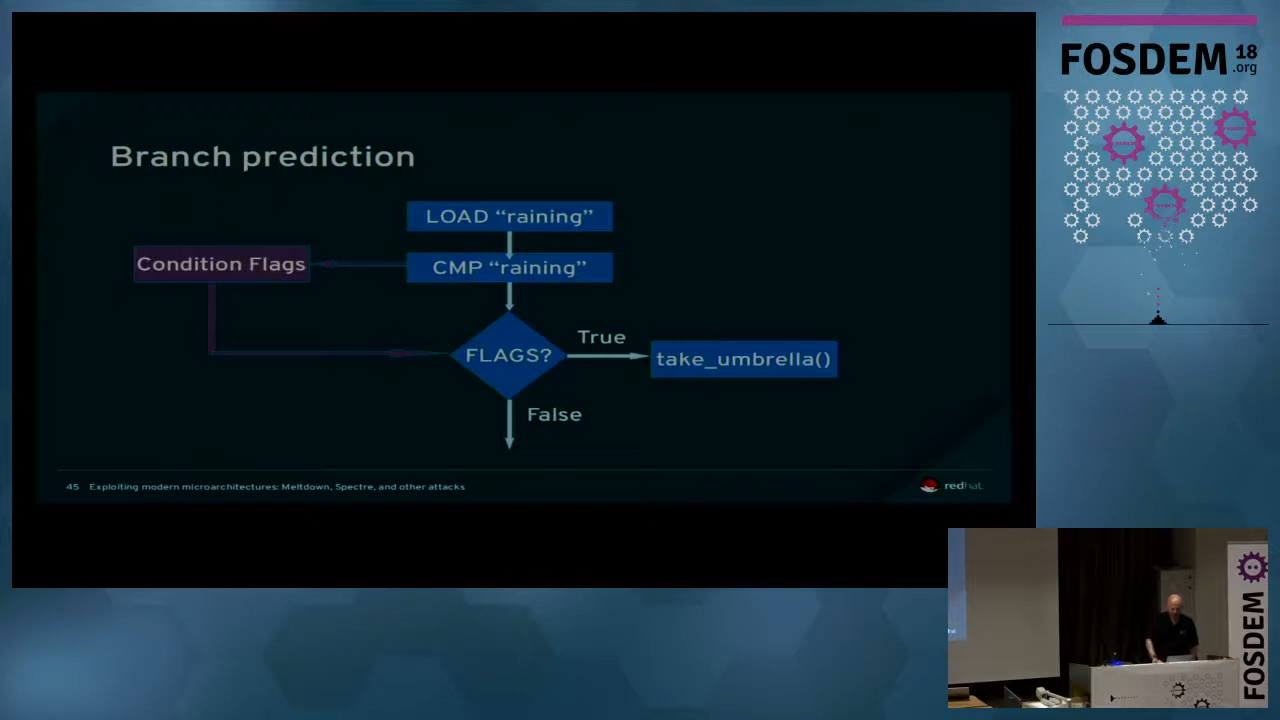 FOSDEM 18
.org
Branch prediction
LOAD “raining”
Condition Flags
CMP “raining”
True
FLAGS?
take_umbrella()
False
45 Exploiting modern microarchitectures: Meltdown, Spectre, and other attacks
redhat.
FOSDEM